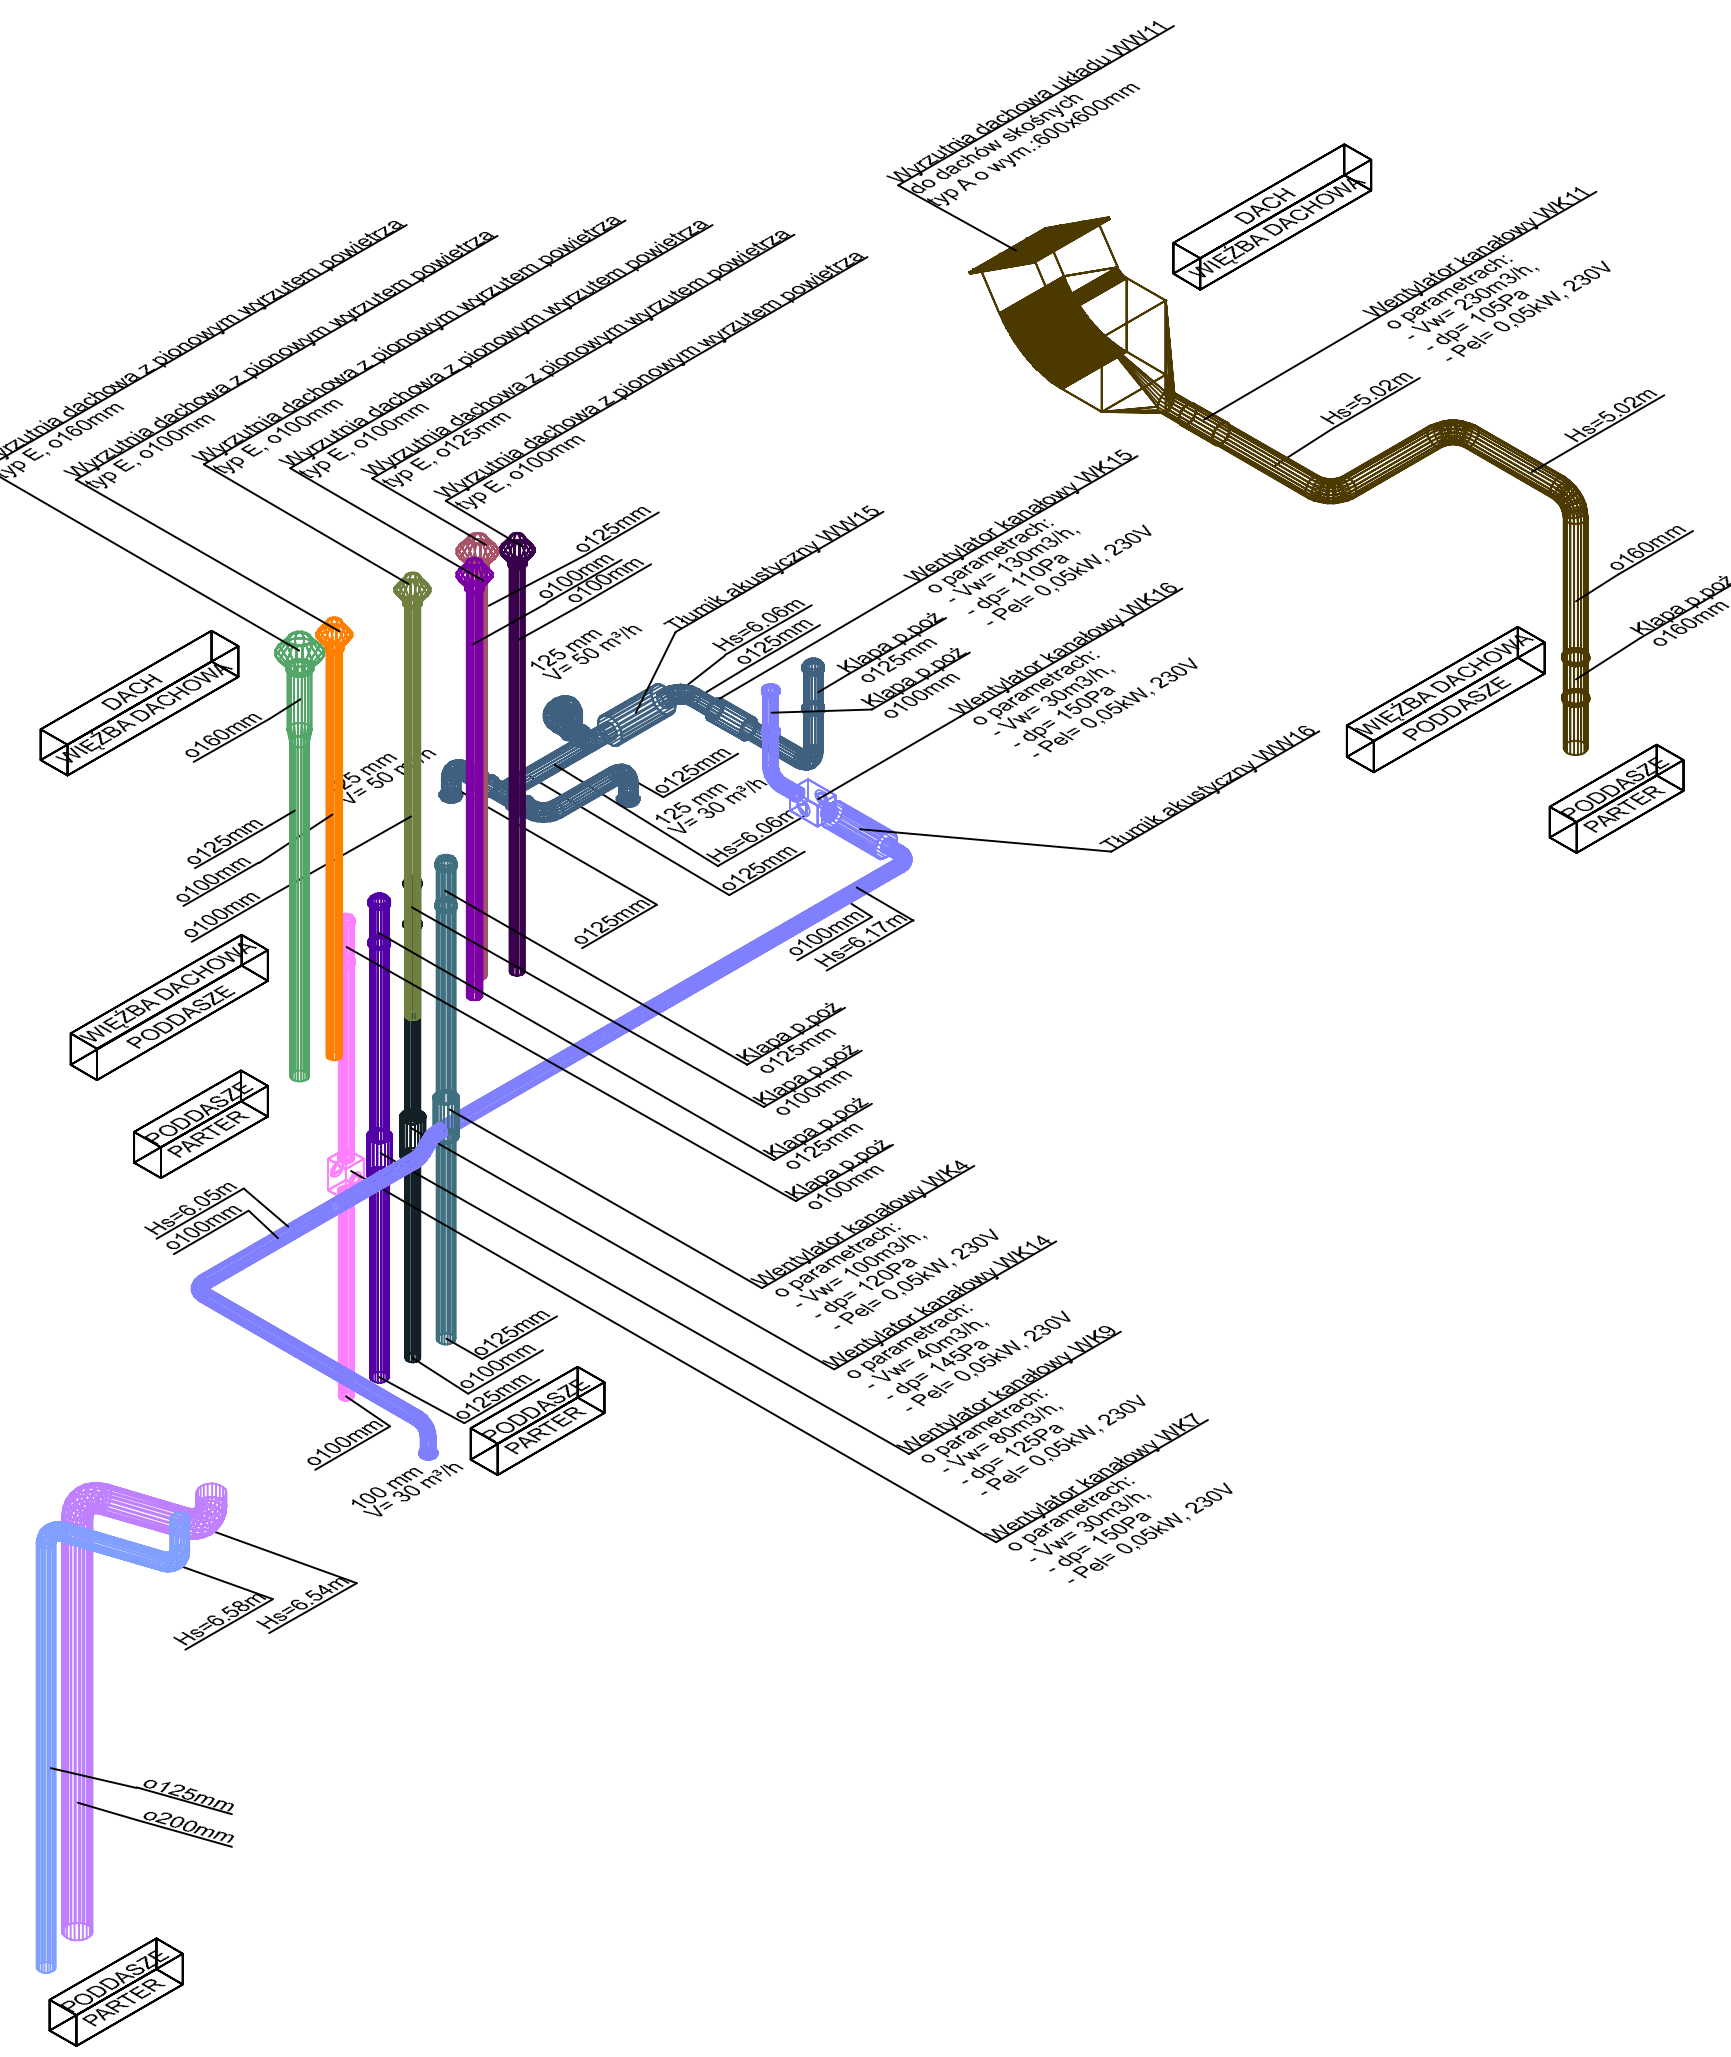 Wyrzutnia dachowa układu WW11
do dachów skośnych
typ A o wym.:600x600mm
DACH
WIĘŹBA DACHOWA
Wentylator kanałowy WK11
o parametrach:
- Vw= 230m3/h,
- dp= 105Pa
- Pel= 0,05kW, 230V
Hs=5.02m
Hs=5.02m
o160mm
Klapa p.poż
o160mm
WIĘŹBA DACHOWA
PODDASZE
PODDASZE
PARTER
Wyrzutnia dachowa z pionowym wyrzutem powietrza
typ E, o160mm
Wyrzutnia dachowa z pionowym wyrzutem powietrza
typ E, o100mm
Wyrzutnia dachowa z pionowym wyrzutem powietrza
typ E, o100mm
Wyrzutnia dachowa z pionowym wyrzutem powietrza
typ E, o100mm
Wyrzutnia dachowa z pionowym wyrzutem powietrza
typ E, o125mm
Wyrzutnia dachowa z pionowym wyrzutem powietrza
typ E, o100mm
o125mm
o100mm
o100mm
125 mm
V= 50 m³/h
Tłumik akustyczny WW15
Hs=6.06m
o125mm
Wentylator kanałowy WK15
o parametrach:
- Vw= 130m3/h,
- dp= 110Pa
- Pel= 0,05kW, 230V
Klapa p.poż
o125mm
Klapa p.poż
o100mm
Wentylator kanałowy WK16
o parametrach:
- Vw= 30m3/h,
- dp= 150Pa
- Pel= 0,05kW, 230V
Tłumik akustyczny WW16
DACH
WIĘŹBA DACHOWA
o160mm
V= 50
o125mm
125 mm
V= 30 m³/h
Hs=6.06m
o125mm
o125mm
o125mm
o100mm
o100mm
o100mm
Hs=6.17m
WIĘŹBA DACHOWA
PODDASZE
PODDASZE
PARTER
Klapa p.poż
o125mm
Klapa p.poż
o100mm
Klapa p.poż
o125mm
Klapa p.poż
o100mm
Hs=6.05m
o100mm
Wentylator kanałowy WK4
o parametrach:
- Vw= 100m3/h,
- dp= 120Pa
- Pel= 0,05kW, 230V
Wentylator kanałowy WK14
o parametrach:
- Vw= 40m3/h,
- dp= 145Pa
- Pel= 0,05kW, 230V
Wentylator kanałowy WK9
o parametrach:
- Vw= 80m3/h,
- dp= 125Pa
- Pel= 0,05kW, 230V
Wentylator kanałowy WK7
o parametrach:
- Vw= 30m3/h,
- dp= 150Pa
- Pel= 0,05kW, 230V
o125mm
o100mm
o125mm
o100mm
PODDASZE
PARTER
100 mm
V= 30 m³/h
Hs=6.58m
Hs=6.54m
o125mm
o200mm
PODDASZE
PARTER